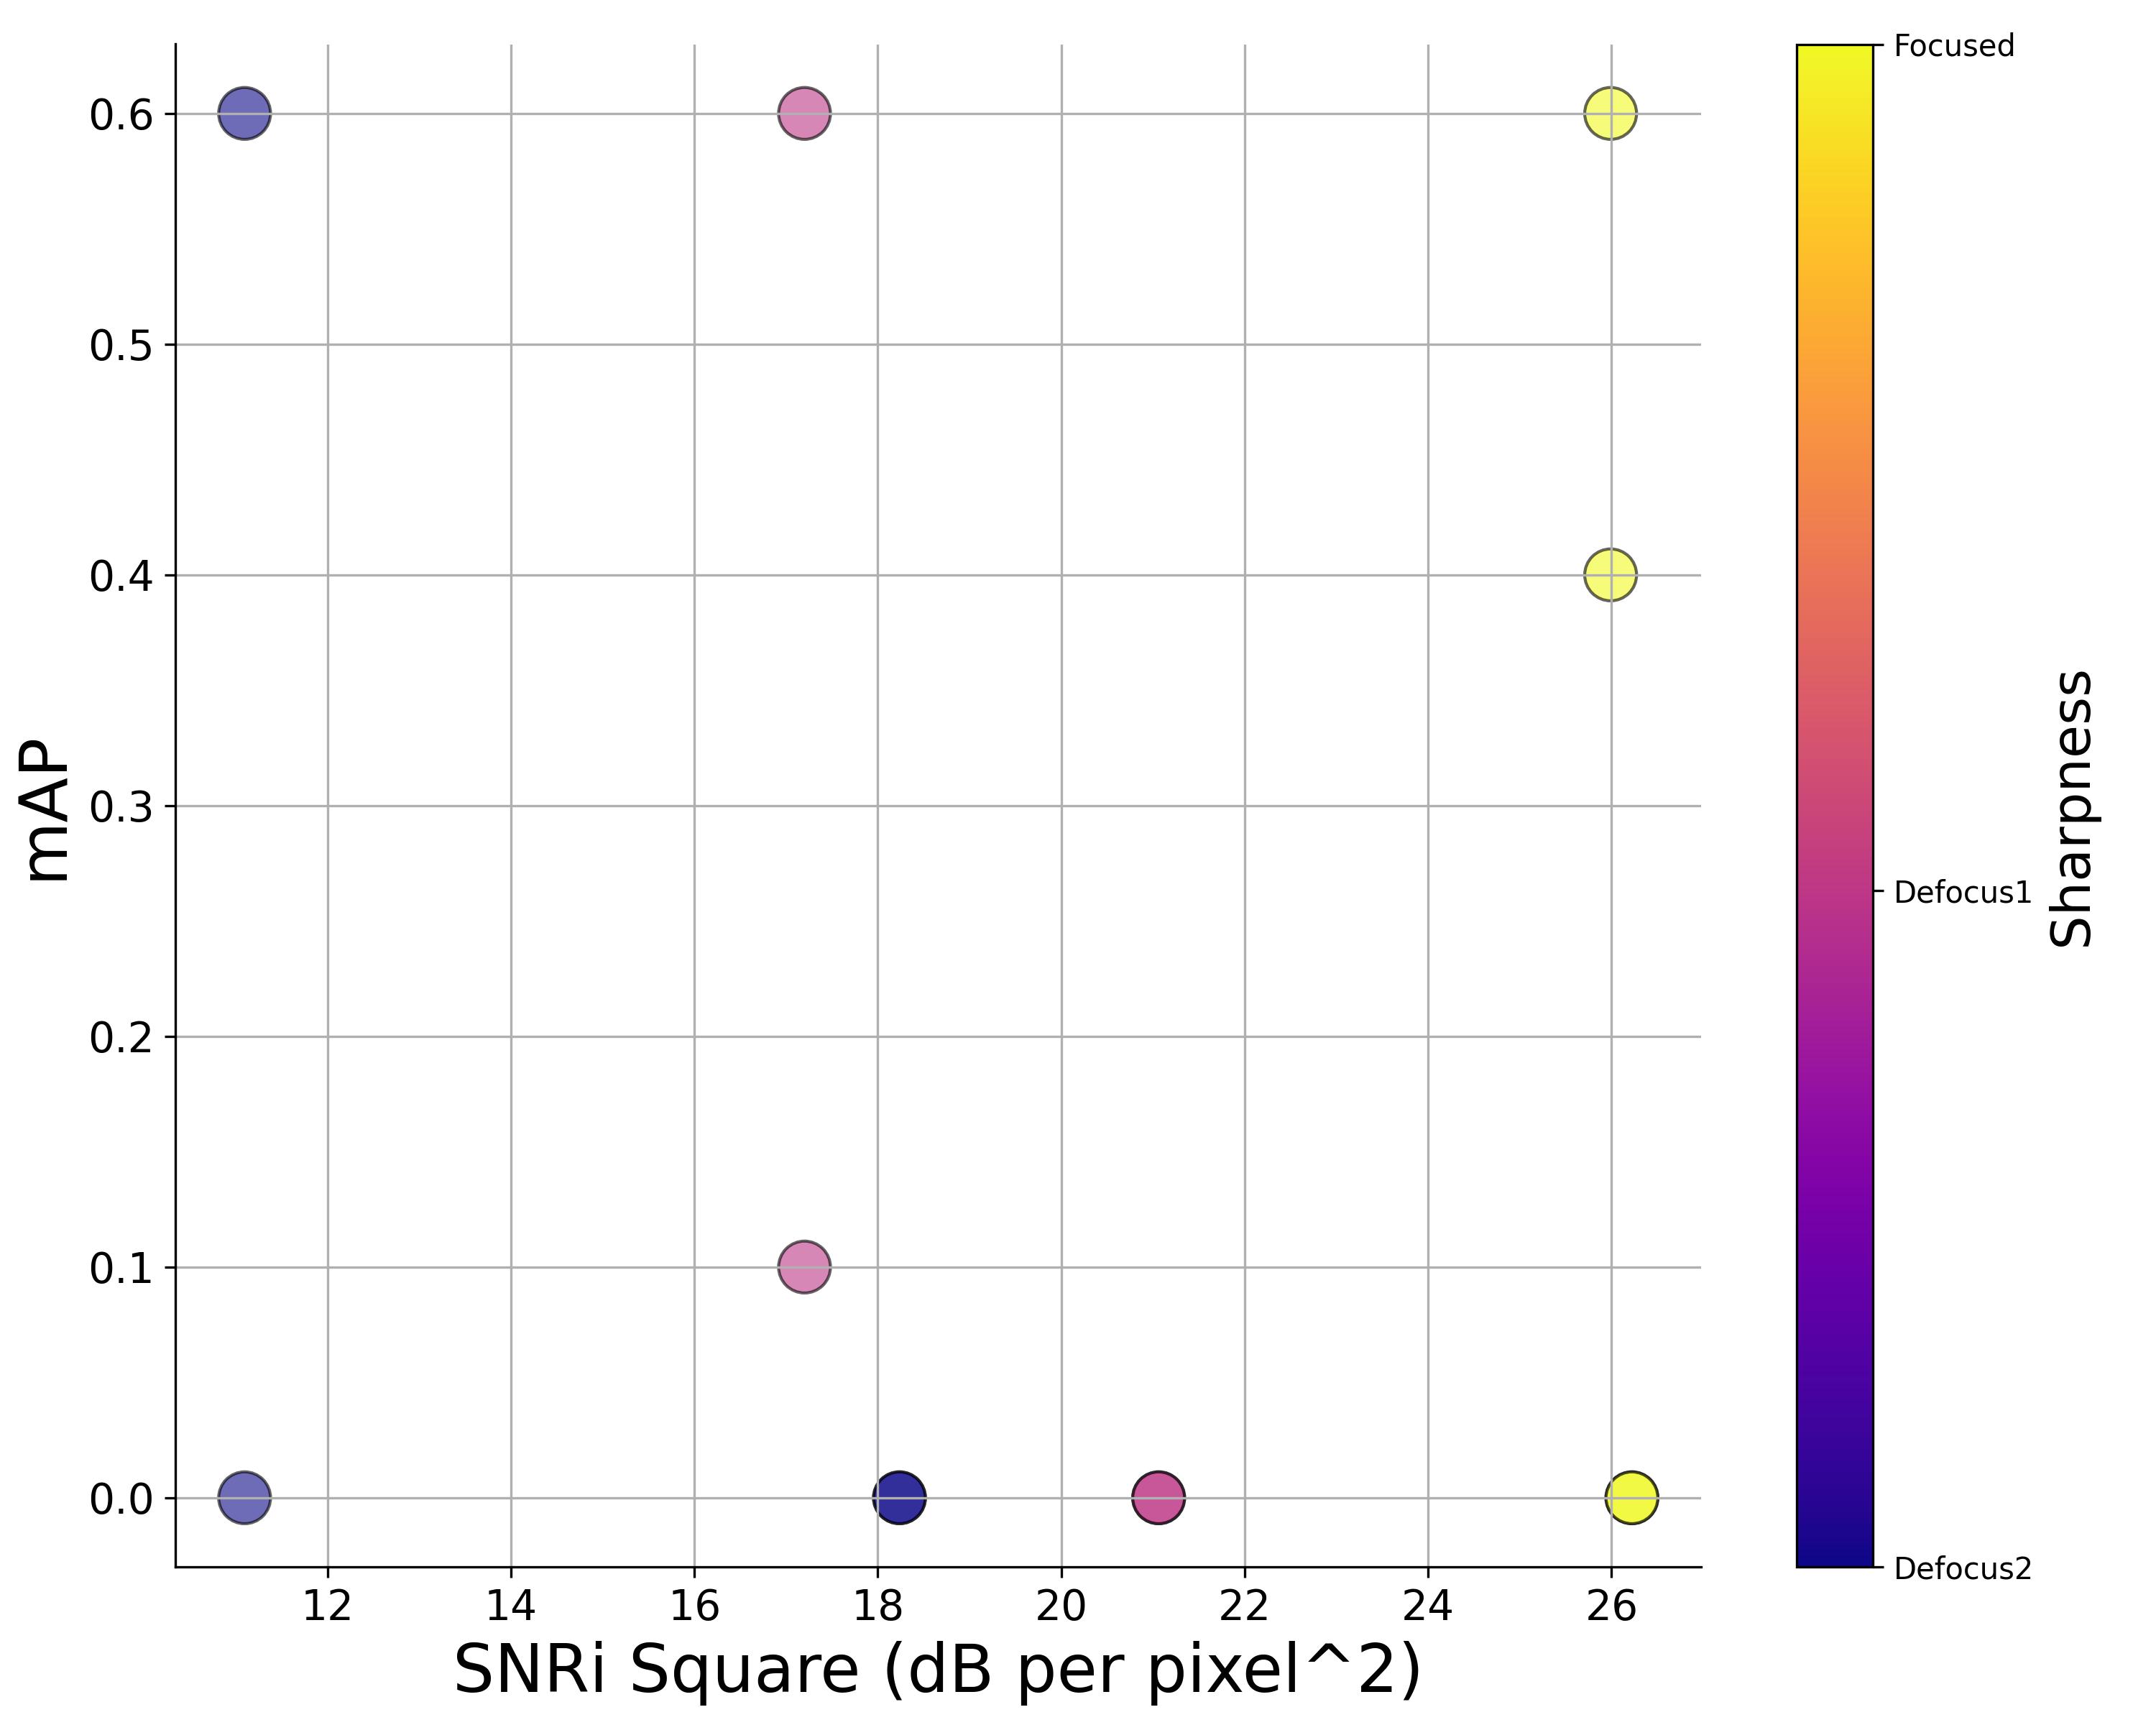 mAP
0.6
0.5
0.4
0.3
0.2
0.1
0.0
12 14 16 18 20 22 24 26
SNRi Square (dB per pixel^2)
Focused
Defocus1
Defocus2
Sharpness